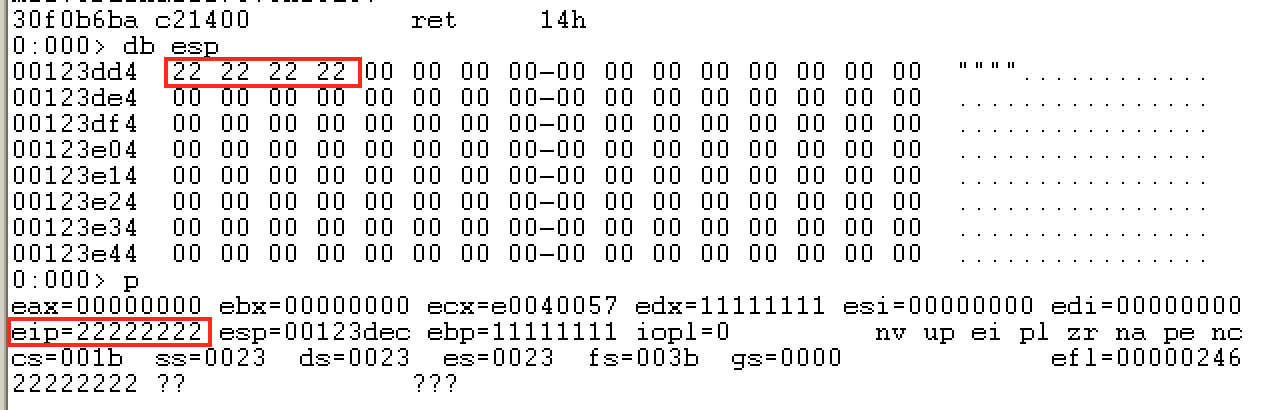 30f0b6ba c21400 ret 14h
0:000> db esp
00123dd4 22 22 22 22 00 00 00 00-00 00 00 00 00 00 00 00 """"............
00123de4 00 00 00 00 00 00 00 00-00 00 00 00 00 00 00 00 ................
00123df4 00 00 00 00 00 00 00 00-00 00 00 00 00 00 00 00 ................
00123e04 00 00 00 00 00 00 00 00-00 00 00 00 00 00 00 00 ................
00123e14 00 00 00 00 00 00 00 00-00 00 00 00 00 00 00 00 ................
00123e24 00 00 00 00 00 00 00 00-00 00 00 00 00 00 00 00 ................
00123e34 00 00 00 00 00 00 00 00-00 00 00 00 00 00 00 00 ................
00123e44 00 00 00 00 00 00 00 00-00 00 00 00 00 00 00 00 ................
0:000> p
eax=00000000 ebx=00000000 ecx=e0040057 edx=11111111 esi=00000000 edi=00000000
eip=22222222 esp=00123dec ebp=11111111 iopl=0 nv up ei pl zr na pe nc
cs=001b ss=0023 ds=0023 es=0023 fs=003b gs=0000 efl=00000246
22222222 ?? ???